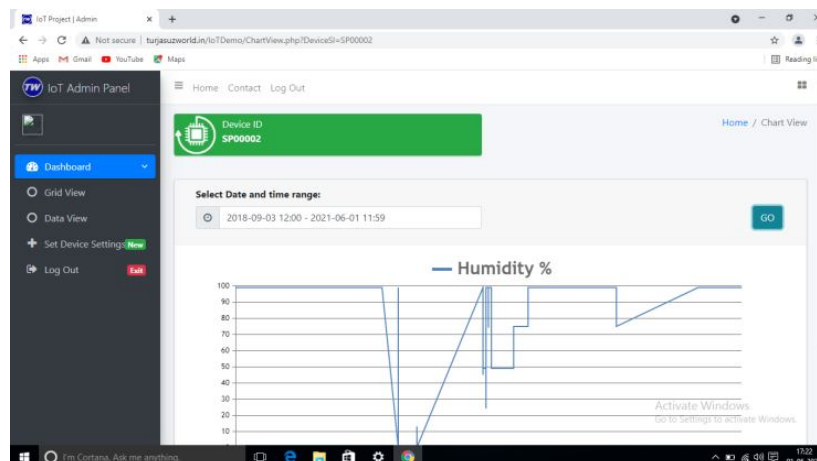 IoT Project | Admin
Not secure | turjasuzworld.in/IoTDemo/ChartView.php?DeviceSl=SP00002
Apps Gmail YouTube Maps Reading li
TW IoT Admin Panel
Home Contact Log Out
Device ID
SP00002
Home / Chart View
Dashboard
Grid View
Data View
Set Device Settings New
Log Out Exit
Select Date and time range:
2018-09-03 12:00 - 2021-06-01 11:59
GO
Humidity %
100
90
80
70
60
50
40
30
20
10
Activate Windows
Go to Settings to activate Windows.
I'm Cortana. Ask me anything.
17:22